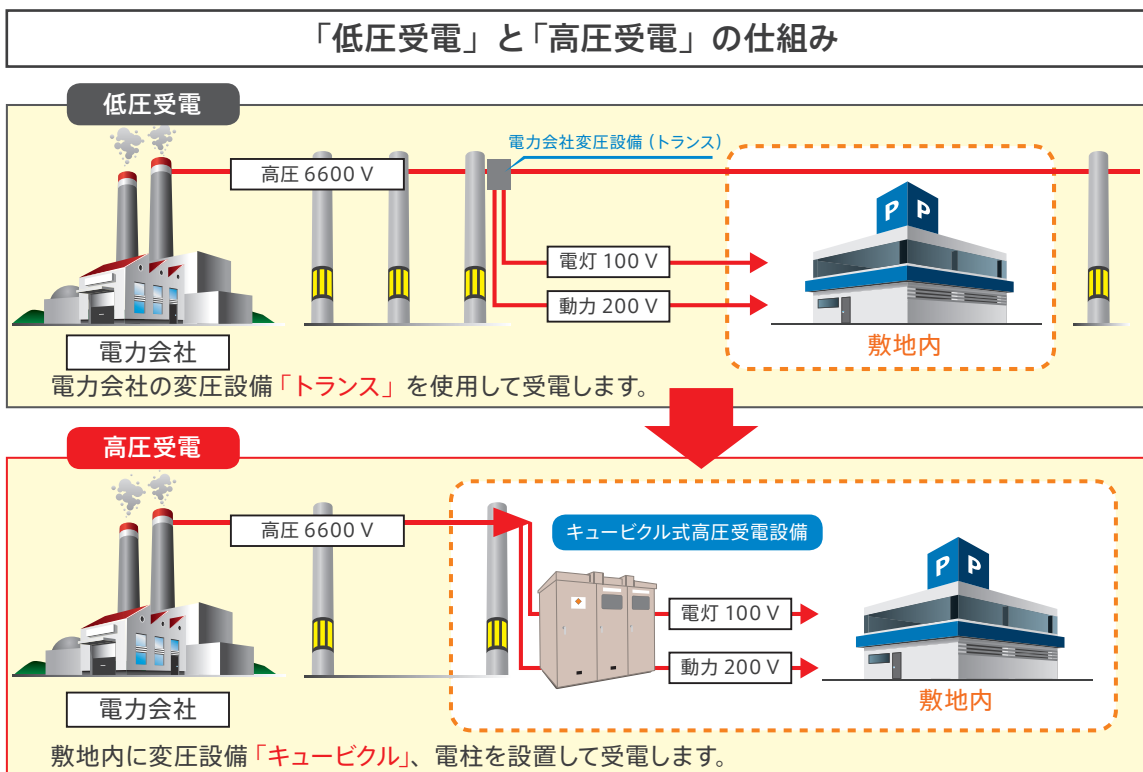 「低圧受電」と「高圧受電」の仕組み
低圧受電
電力会社変圧設備（トランス）
高圧 6600 V
P P
電灯 100 V
動力 200 V
敷地内
電力会社
電力会社の変圧設備「トランス」を使用して受電します。
高圧受電
高圧 6600 V
キュービクル式高圧受電設備
P P
電灯 100 V
動力 200 V
敷地内
電力会社
敷地内に変圧設備「キュービクル」、電柱を設置して受電します。